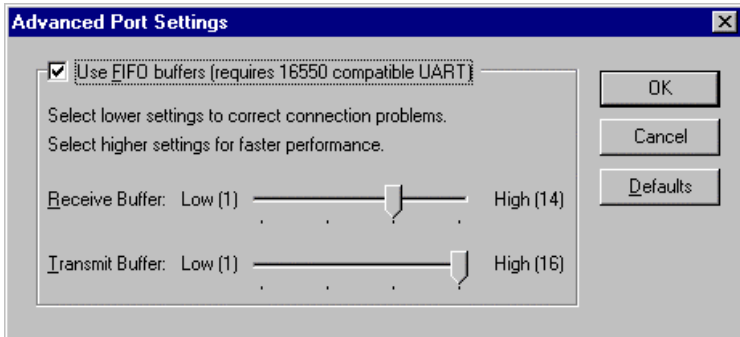 Advanced Port Settings
Use FIFO buffers (requires 16550 compatible UART)
Select lower settings to correct connection problems.
Select higher settings for faster performance.
Receive Buffer: Low (1) High (14)
Transmit Buffer: Low (1) High (16)
OK
Cancel
Defaults